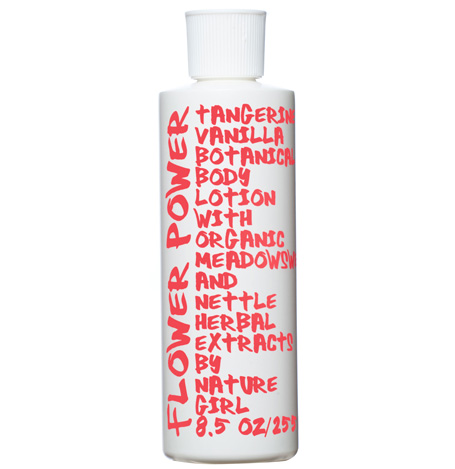 FLOWER POWER
TANGERIN
VANILLA
BOTANICAL
BODY
LOTION
WITH
ORGANIC
MEADOWSW
AND
NETTLE
HERBAL
EXTRACTS
BY
NATURE
GIRL
8.5 OZ/25